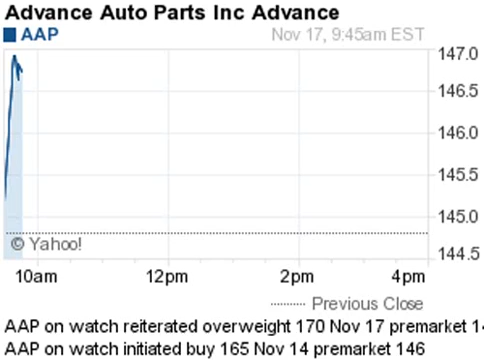 Advance Auto Parts Inc Advance
AAP Nov 17, 9:45am EST
147.0
146.5
146.0
145.5
145.0
144.5
© Yahoo!
10am 12pm 2pm 4pm
Previous Close
AAP on watch reiterated overweight 170 Nov 17 premarket
AAP on watch initiated buy 165 Nov 14 premarket 146